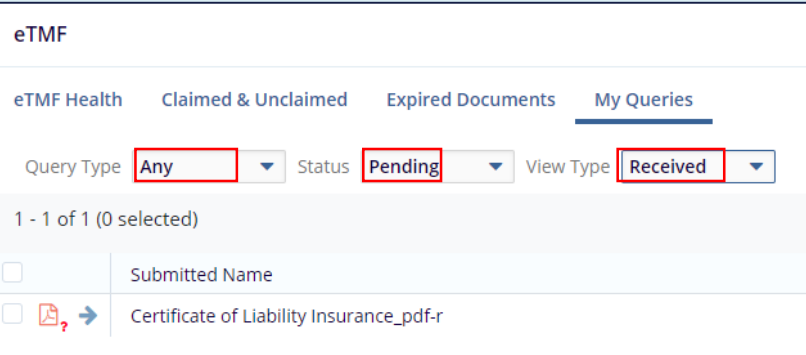 eTMF
eTMF Health Claimed & Unclaimed Expired Documents My Queries
Query Type Any Status Pending View Type Received
1 - 1 of 1 (0 selected)
Submitted Name
? Certificate of Liability Insurance_pdf-r